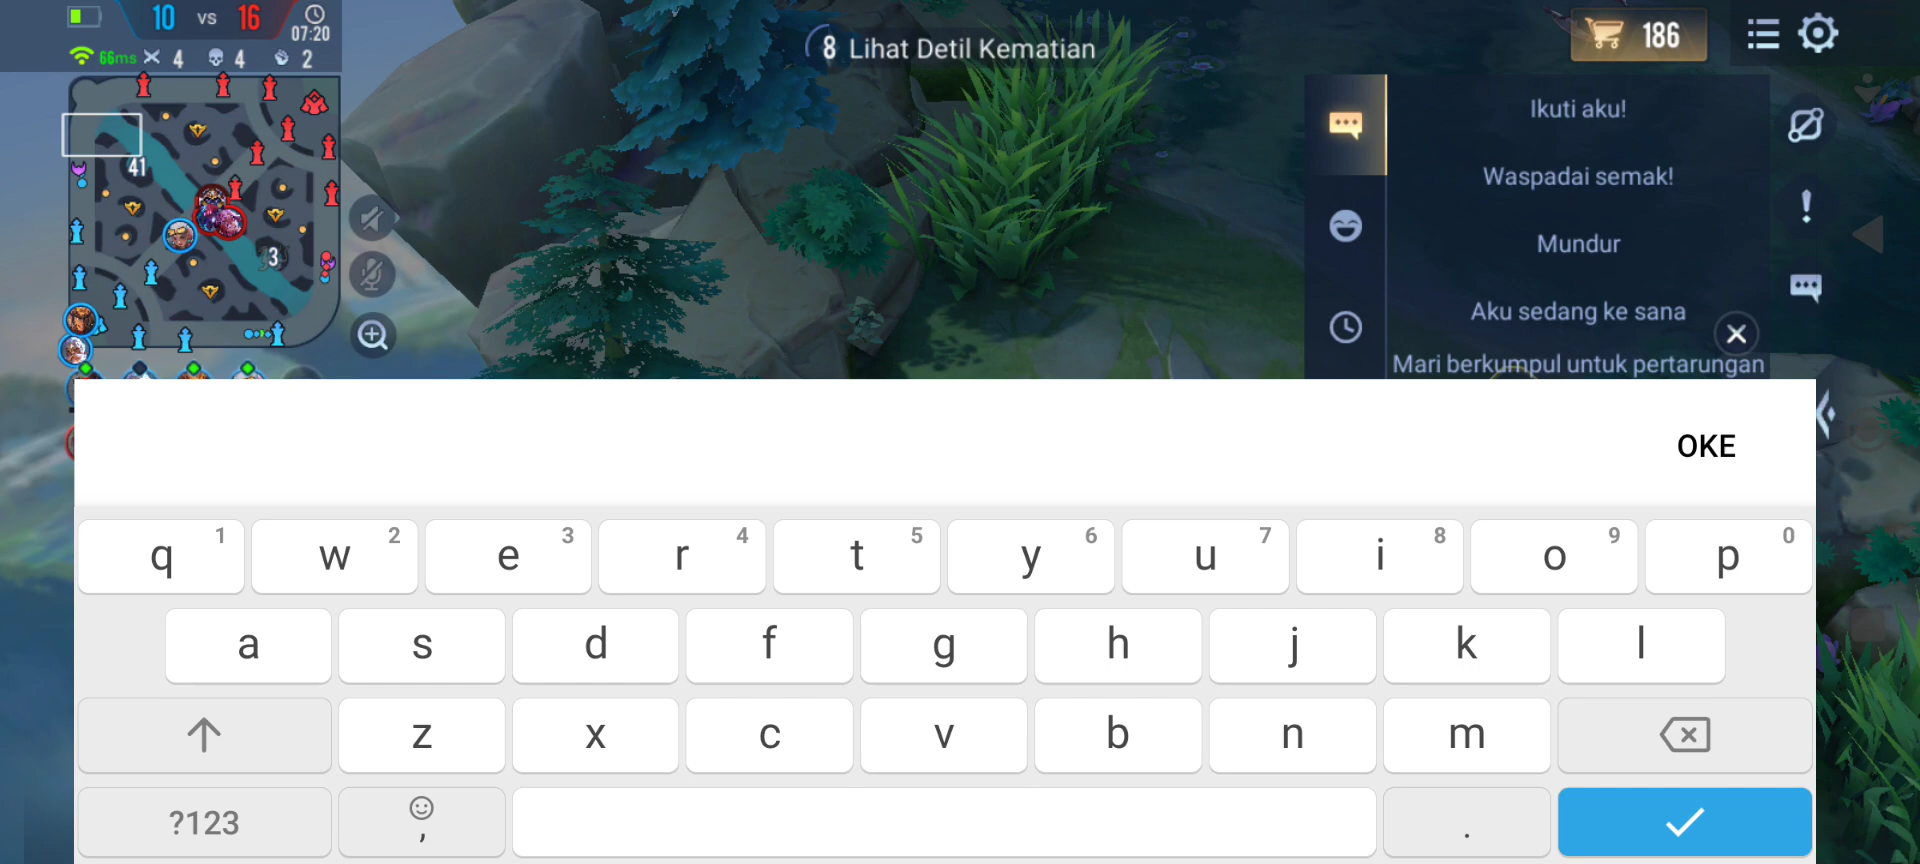 10 vs 16
07:20
66ms 4 4 2
41
3
8 Lihat Detil Kematian
186
Ikuti aku!
Waspadai semak!
Mundur
Aku sedang ke sana
Mari berkumpul untuk pertarungan
OKE
q 1 w 2 e 3 r 4 t 5 y 6 u 7 i 8 o 9 p 0
a s d f g h j k l
z x c v b n m
?123 , .